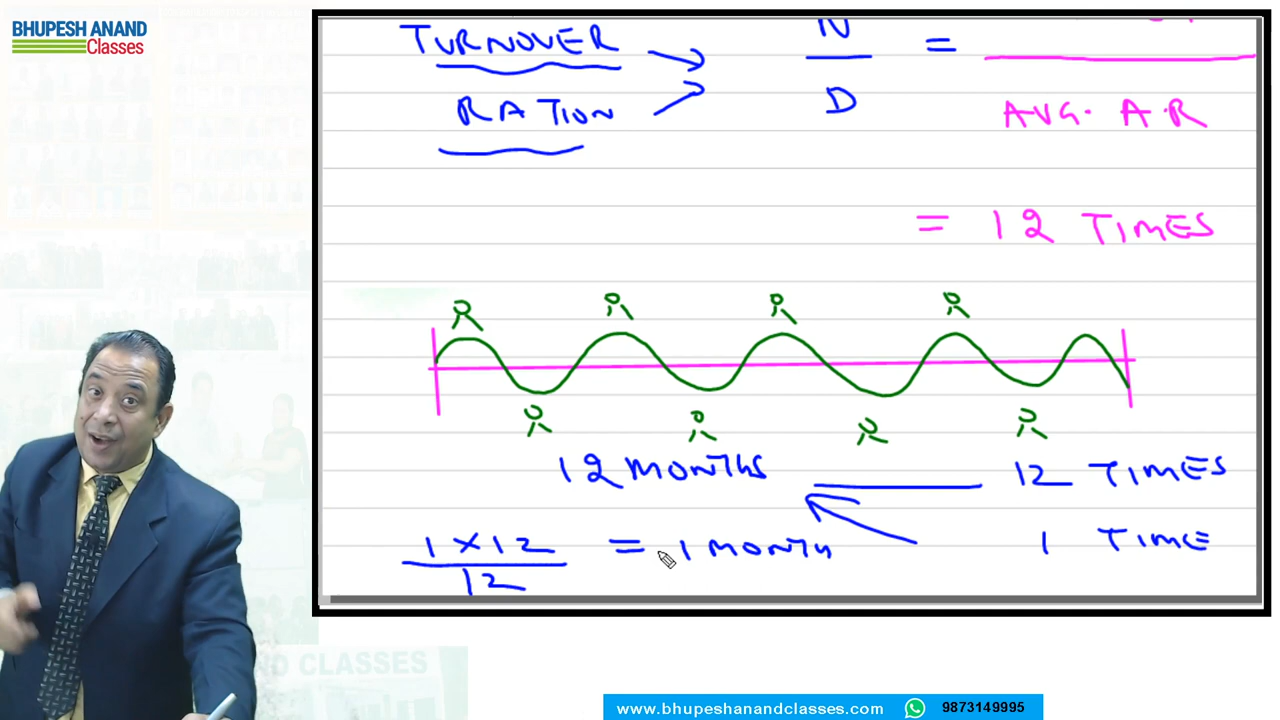 BHUPESH ANAND
Classes
TURNOVER
RATION
N
D
=
AVG. A.R
= 12 TIMES
12 MONTHS 12 TIMES
1 X 12
12
= 1 MONTH 1 TIME
CLASSES
www.bhupeshanandclasses.com 9873149995